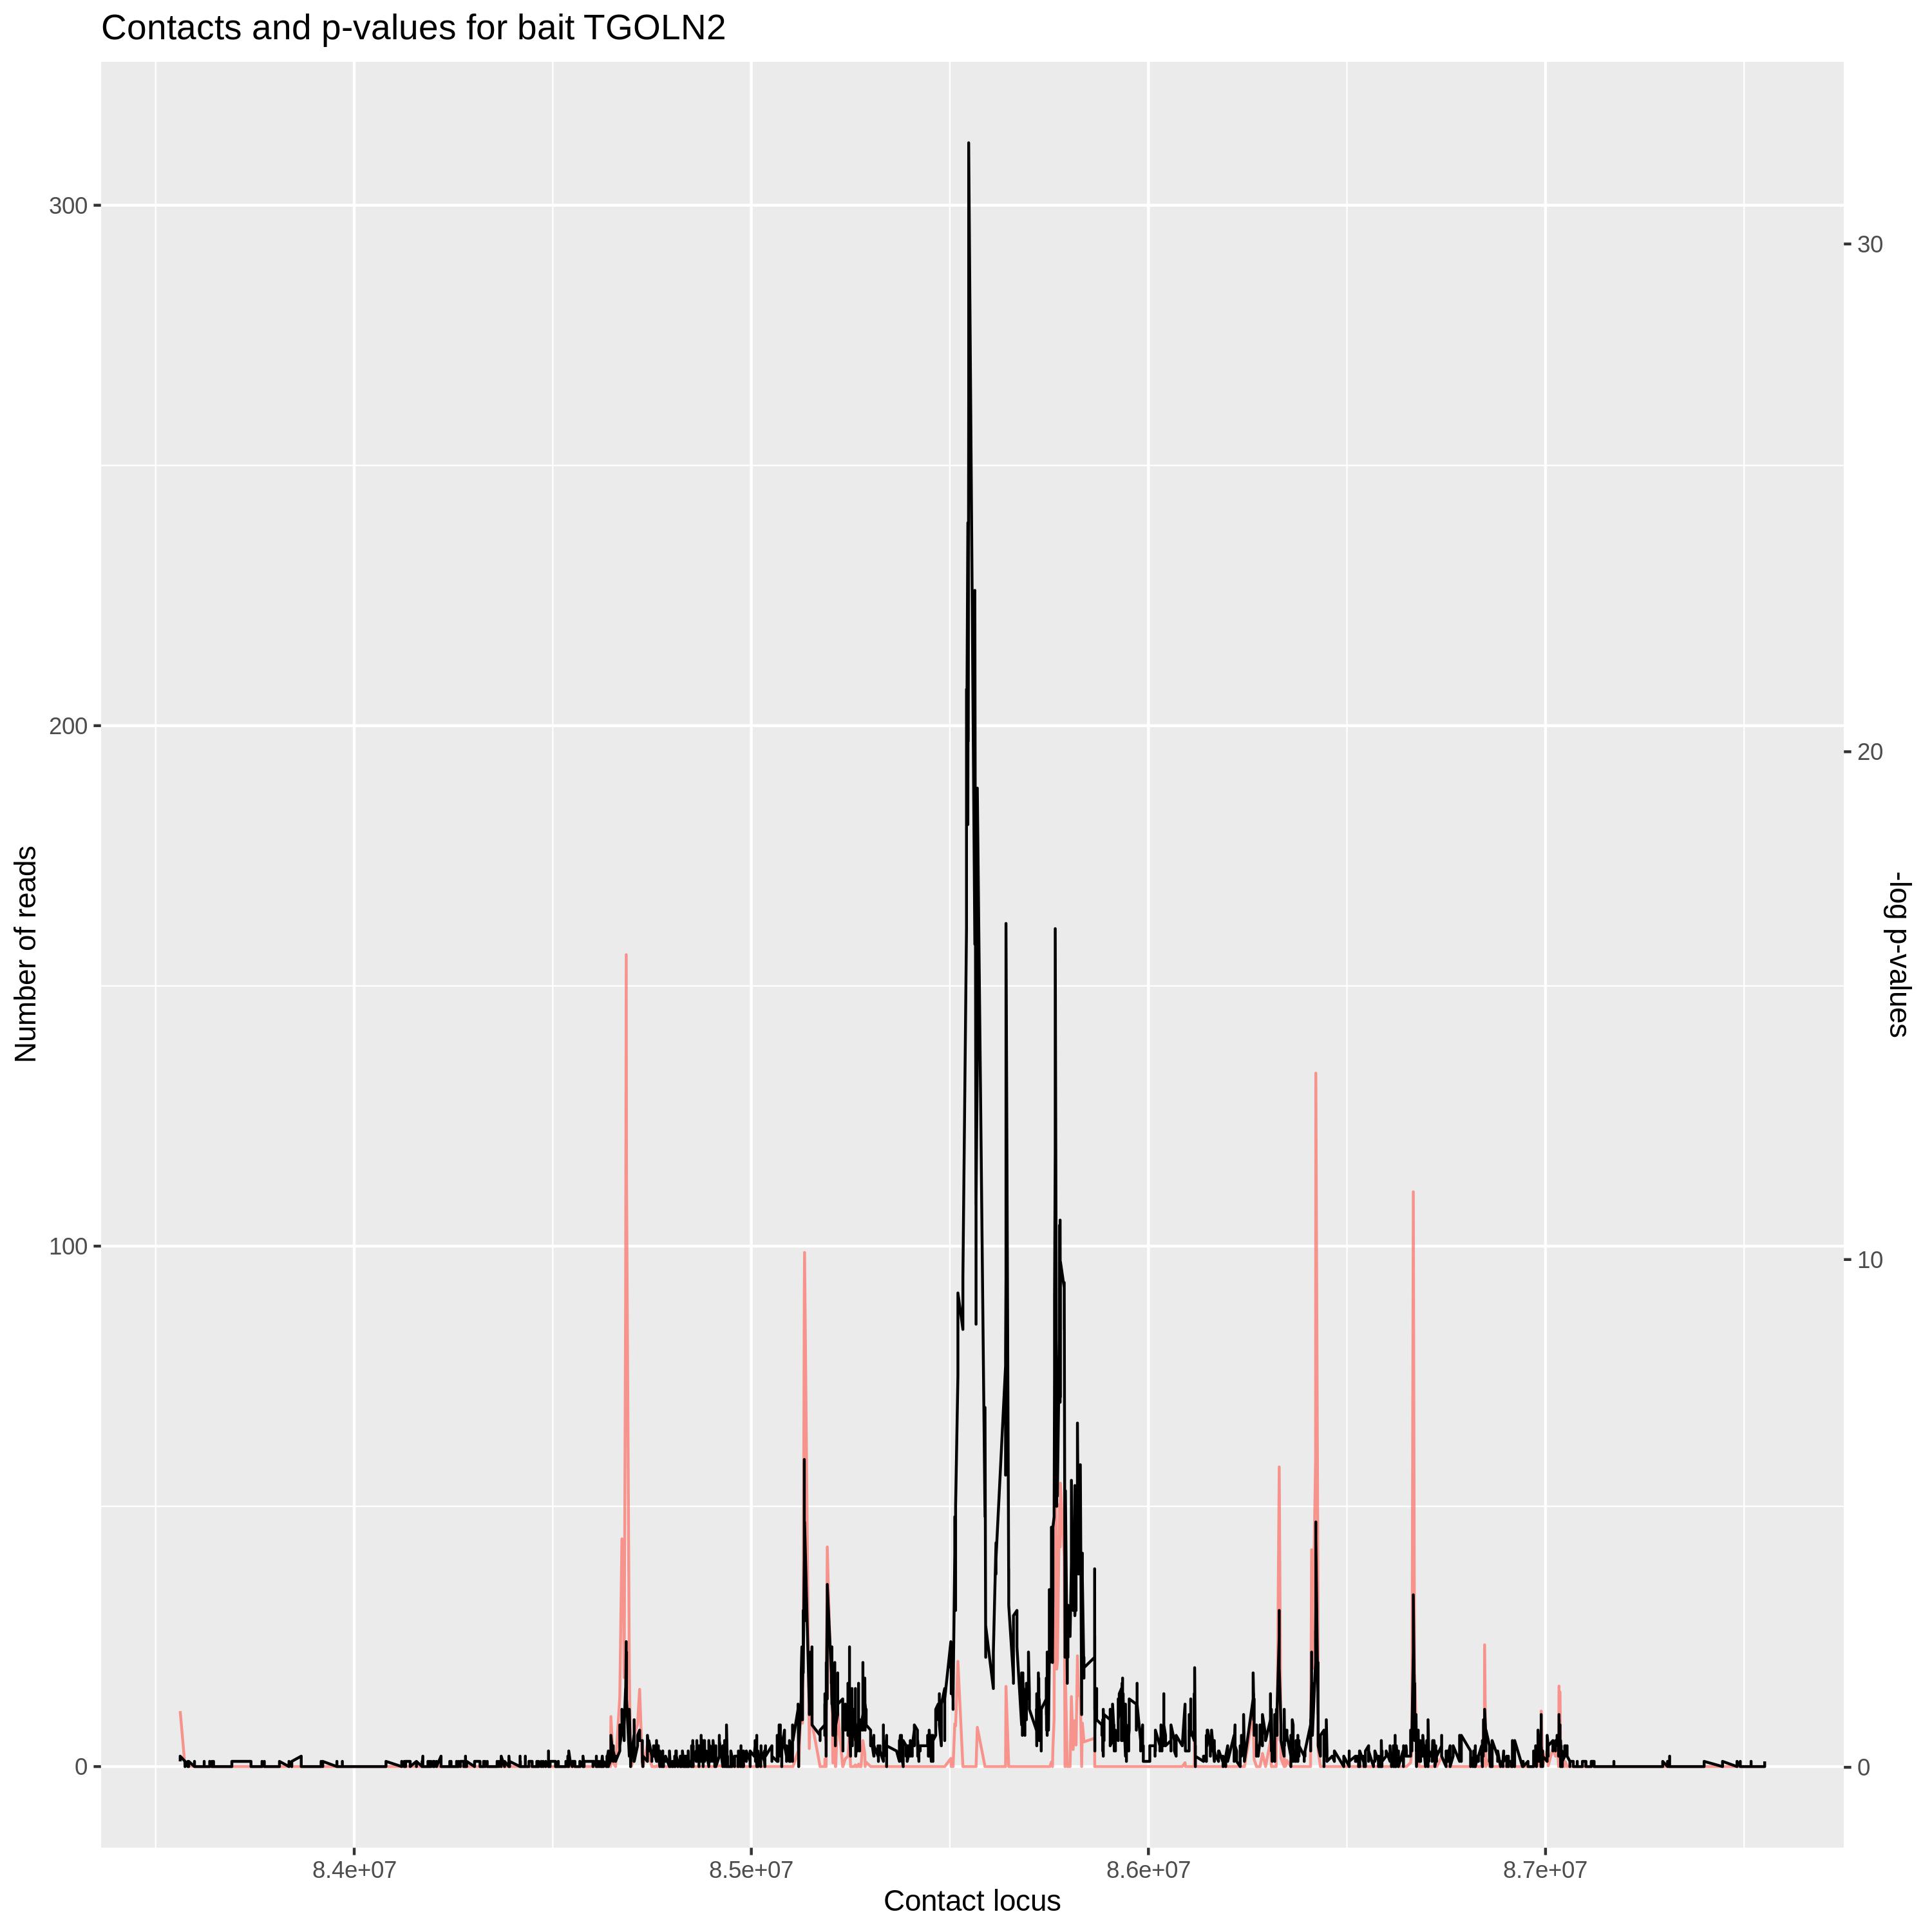 Contacts and p-values for bait TGOLN2
300
200
100
0
Number of reads
30
20
10
0
-log p-values
8.4e+07
8.5e+07
8.6e+07
8.7e+07
Contact locus